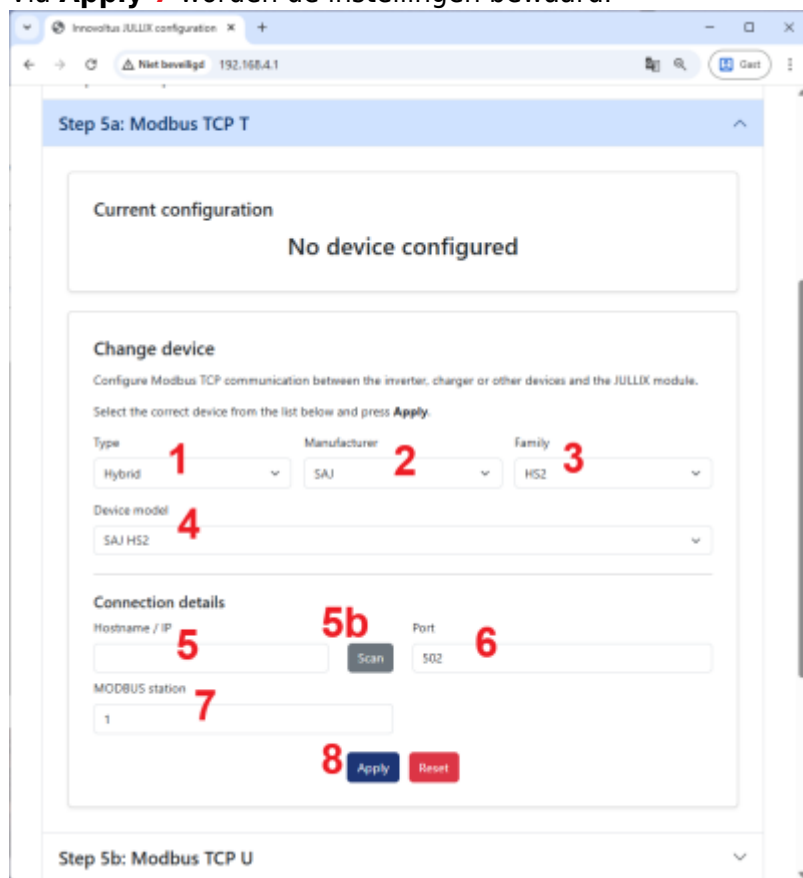 Via Apply 7 worden de instellingen bewaard.
Innovoltus JULLIX configuration
Niet beveiligd 192.168.4.1 Gast
Step 5a: Modbus TCP T
Current configuration
No device configured
Change device
Configure Modbus TCP communication between the inverter, charger or other devices and the JULLIX module.
Select the correct device from the list below and press Apply.
Type 1 Manufacturer 2 Family 3
Hybrid SAJ HS2
Device model 4
SAJ HS2
Connection details
Hostname / IP 5 5b Port 6
Scan 502
MODBUS station 7
1
8 Apply Reset
Step 5b: Modbus TCP U